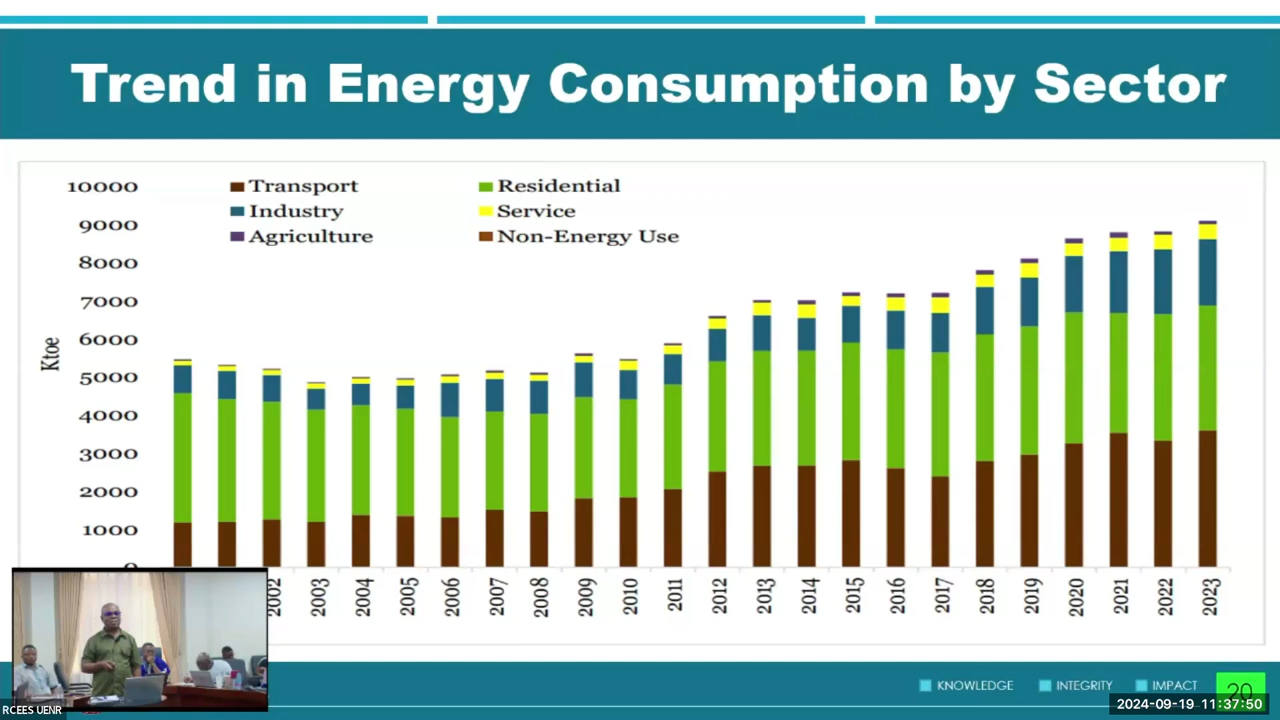 Trend in Energy Consumption by Sector
10000
9000
8000
7000
6000
5000
4000
3000
2000
1000
0
Ktoe
Transport
Residential
Industry
Service
Agriculture
Non-Energy Use
2002
2003
2004
2005
2006
2007
2008
2009
2010
2011
2012
2013
2014
2015
2016
2017
2018
2019
2020
2021
2022
2023
KNOWLEDGE
INTEGRITY
IMPACT
20
2024-09-19 11:37:50
RCEES UENR